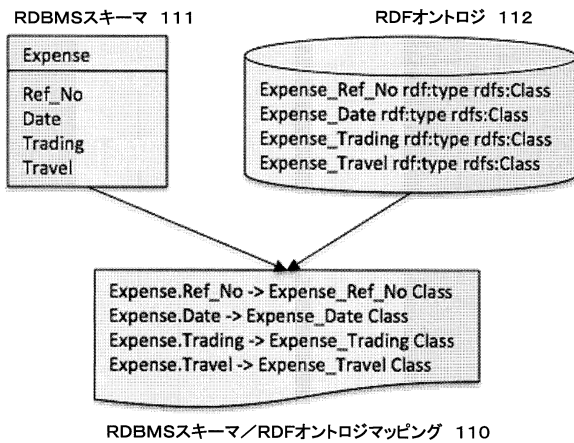 RDBMSスキーマ 111
RDFオントロジ 112
Expense
Ref_No
Date
Trading
Travel
Expense_Ref_No rdf:type rdfs:Class
Expense_Date rdf:type rdfs:Class
Expense_Trading rdf:type rdfs:Class
Expense_Travel rdf:type rdfs:Class
Expense.Ref_No -> Expense_Ref_No Class
Expense.Date -> Expense_Date Class
Expense.Trading -> Expense_Trading Class
Expense.Travel -> Expense_Travel Class
RDBMSスキーマ／RDFオントロジマッピング 110